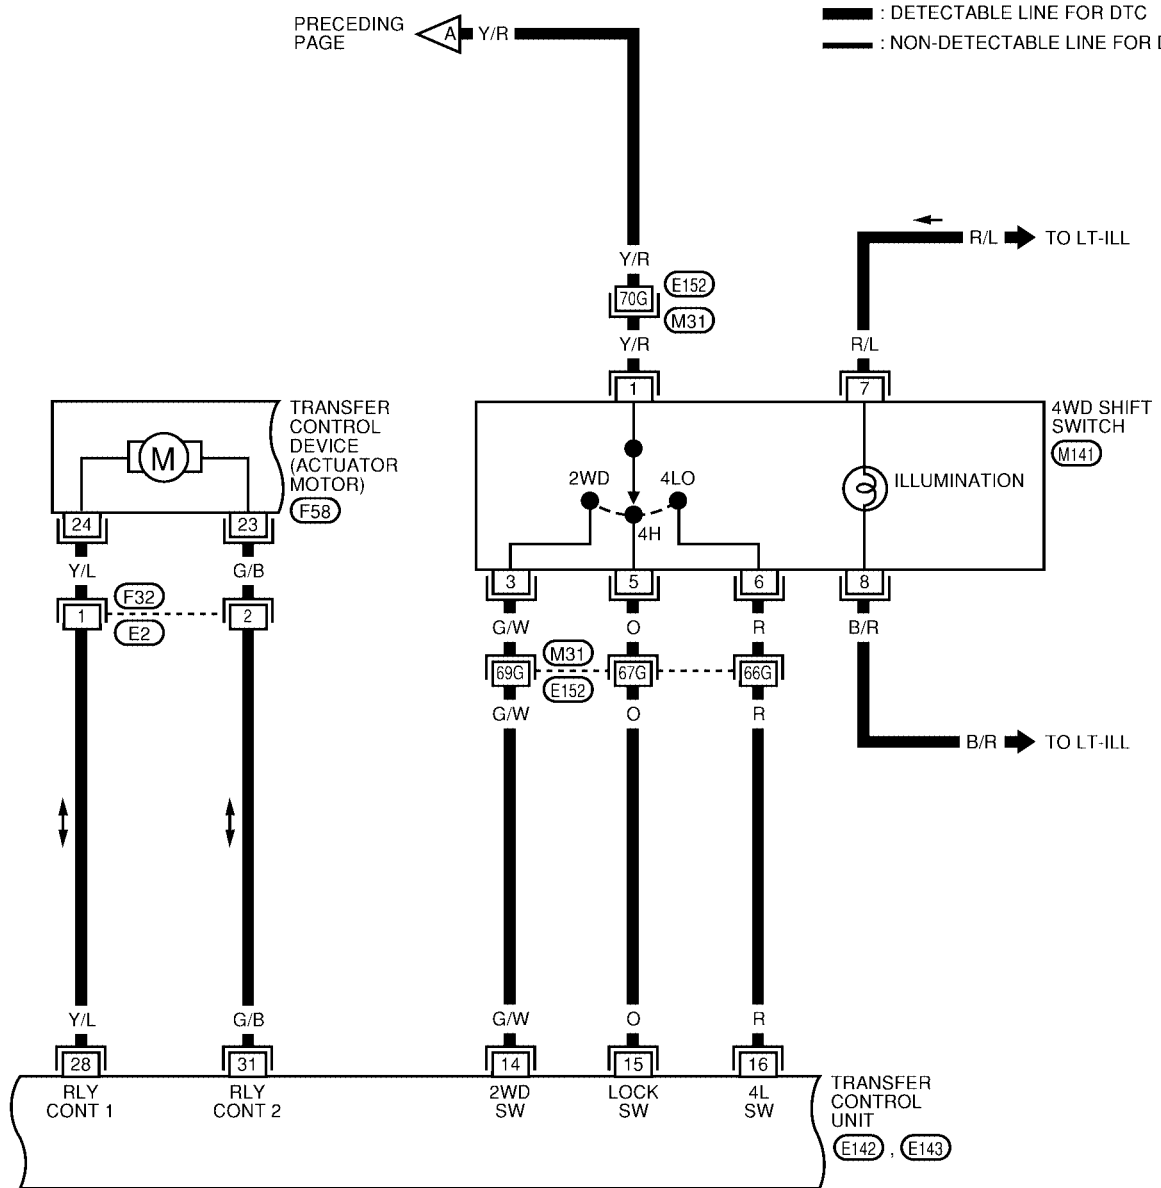 : DETECTABLE LINE FOR DTC
: NON-DETECTABLE LINE FOR D
PRECEDING
PAGE
A
Y/R
R/L
TO LT-ILL
Y/R
70G
E152
M31
Y/R
R/L
1
7
TRANSFER
CONTROL
DEVICE
(ACTUATOR
MOTOR)
F58
M
4WD SHIFT
SWITCH
M141
2WD
4LO
4H
ILLUMINATION
24
23
3
5
6
8
Y/L
G/B
G/W
O
R
B/R
1
F32
E2
2
69G
M31
E152
67G
66G
G/W
O
R
B/R
TO LT-ILL
Y/L
G/B
G/W
O
R
28
31
14
15
16
RLY
CONT 1
RLY
CONT 2
2WD
SW
LOCK
SW
4L
SW
TRANSFER
CONTROL
UNIT
E142 , E143